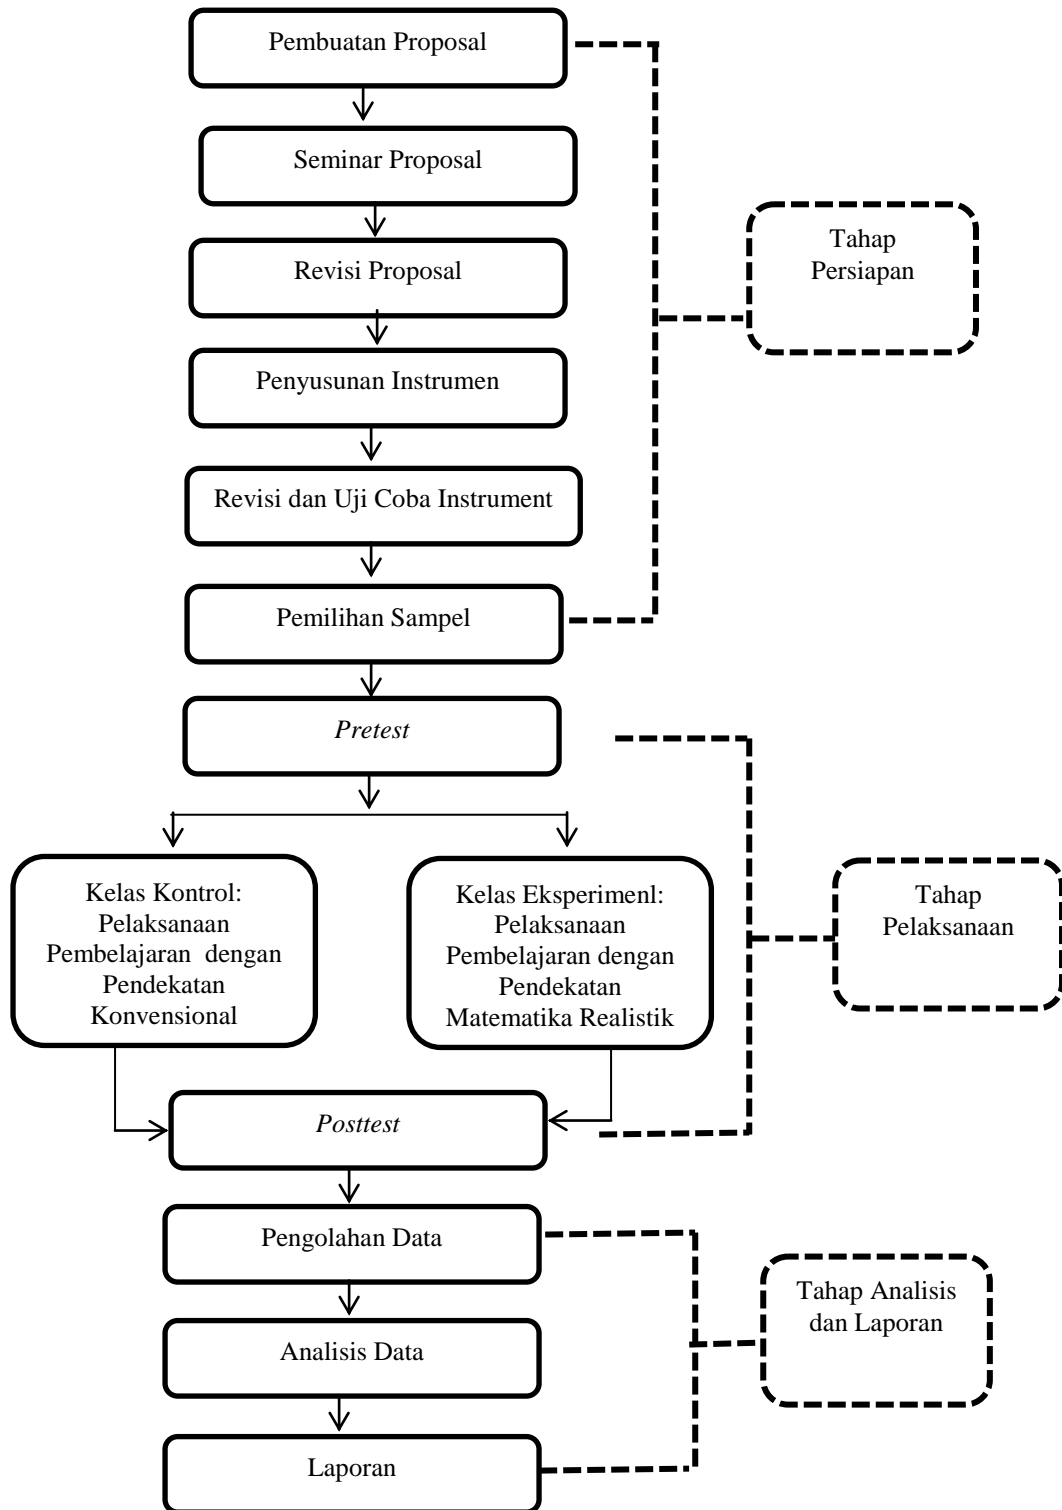 Pembuatan Proposal
Seminar Proposal
Tahap
Persiapan
Revisi Proposal
Penyusunan Instrumen
Revisi dan Uji Coba Instrument
Pemilihan Sampel
Pretest
Kelas Kontrol:
Pelaksanaan
Pembelajaran dengan
Pendekatan
Konvensional
Kelas Eksperimenl:
Pelaksanaan
Pembelajaran dengan
Pendekatan
Matematika Realistik
Tahap
Pelaksanaan
Posttest
Pengolahan Data
Tahap Analisis
dan Laporan
Analisis Data
Laporan